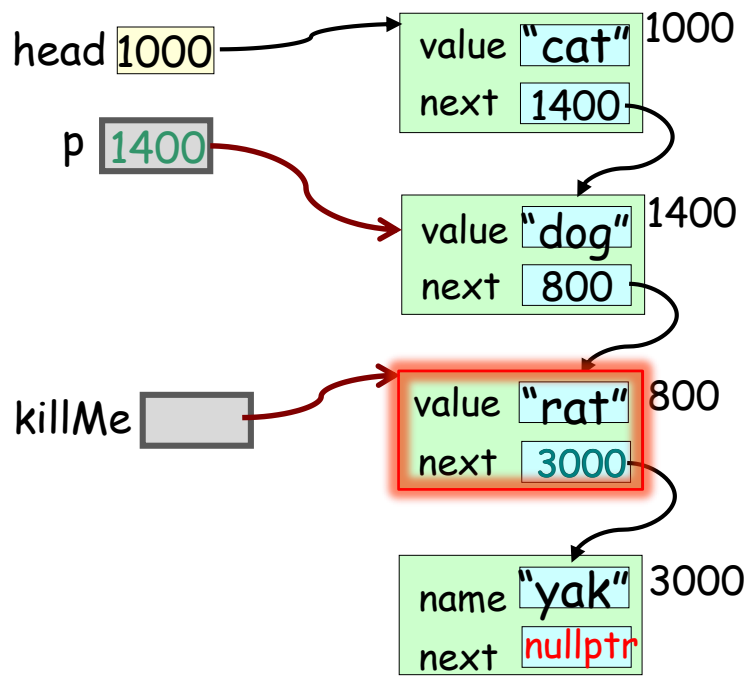 head 1000
value "cat" 1000
next 1400
p 1400
value "dog" 1400
next 800
killMe
value "rat" 800
next 3000
name "yak" 3000
next nullptr